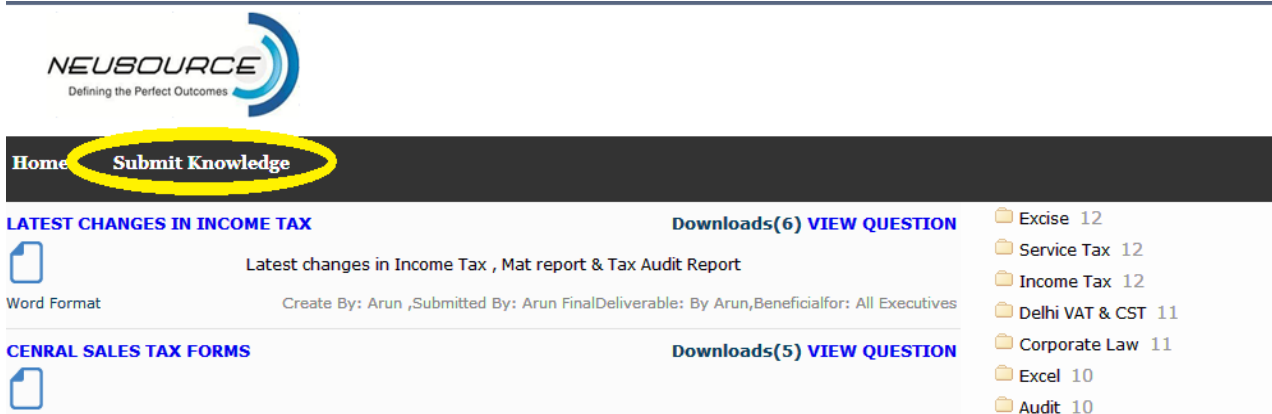 NEUSOURCE
Defining the Perfect Outcomes
Home Submit Knowledge
LATEST CHANGES IN INCOME TAX Downloads(6) VIEW QUESTION
Latest changes in Income Tax , Mat report & Tax Audit Report
Word Format Create By: Arun ,Submitted By: Arun FinalDeliverable: By Arun,Beneficialfor: All Executives
CENRAL SALES TAX FORMS Downloads(5) VIEW QUESTION
Excise 12
Service Tax 12
Income Tax 12
Delhi VAT & CST 11
Corporate Law 11
Excel 10
Audit 10